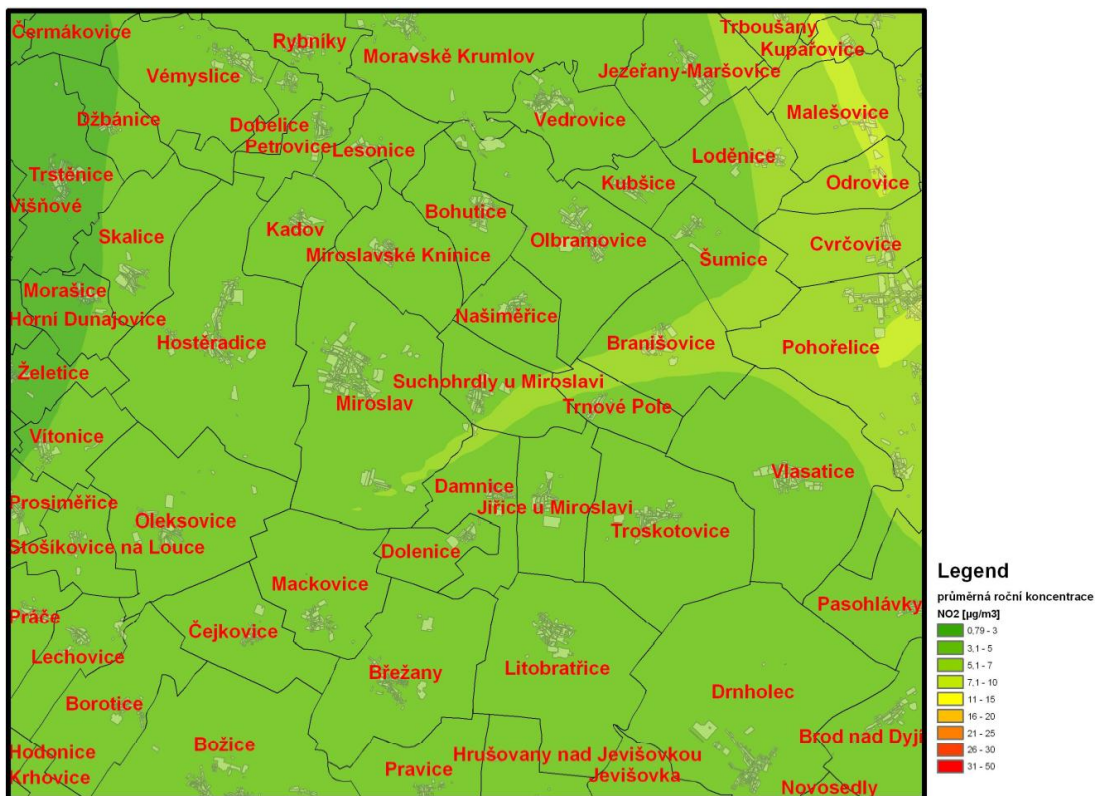 Čermákovice
Rybníky
Moravské Krumlov
Trboušany
Kupařovice
Vémyslice
Jezeřany-Maršovice
Džbánice
Dobelice
Vedrovice
Malešovice
Petrovice
Lesonice
Loděnice
Trstěnice
Kubšice
Odrovice
Višňové
Bohutice
Skalice
Kadov
Olbramovice
Cvrčovice
Miroslavské Knínice
Šumice
Morašice
Horní Dunajovice
Našiměřice
Hostěradice
Branišovice
Pohořelice
Želetice
Suchohrdly u Miroslavi
Miroslav
Trnové Pole
Vítonice
Vlasatice
Damnice
Prosiměřice
Jiřice u Miroslavi
Oleksovice
Troskotovice
Stošíkovice na Louce
Dolenice
Mackovice
Pasohlávky
Práče
Čejkovice
Lechovice
Břežany
Litobratřice
Drnholec
Borotice
Brod nad Dyjí
Božice
Hodonice
Hrušovany nad Jevišovkou
Pravice
Jevišovka
Krhovice
Novosedly
Legend
průměrná roční koncentrace
NO2 [µg/m3]
0,79 - 3
3,1 - 5
5,1 - 7
7,1 - 10
11 - 15
16 - 20
21 - 25
26 - 30
31 - 50